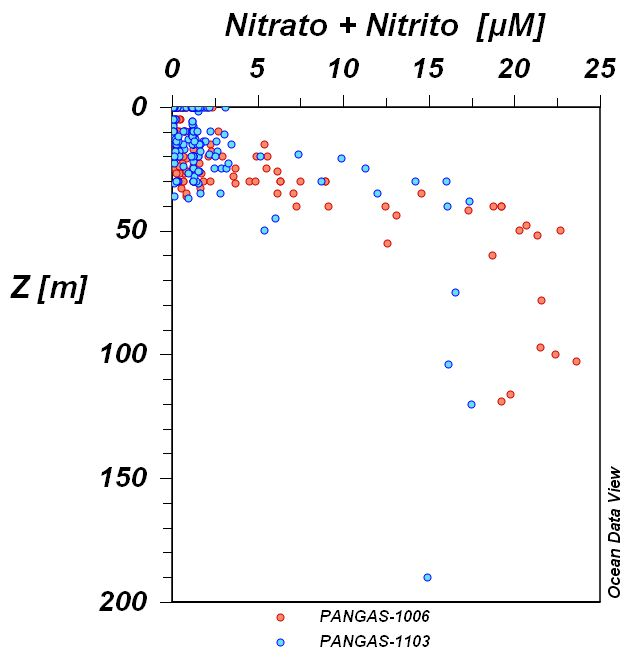 Nitrato + Nitrito [µM]
0 5 10 15 20 25
0
50
Z [m]
100
150
200
Ocean Data View
PANGAS-1006
PANGAS-1103